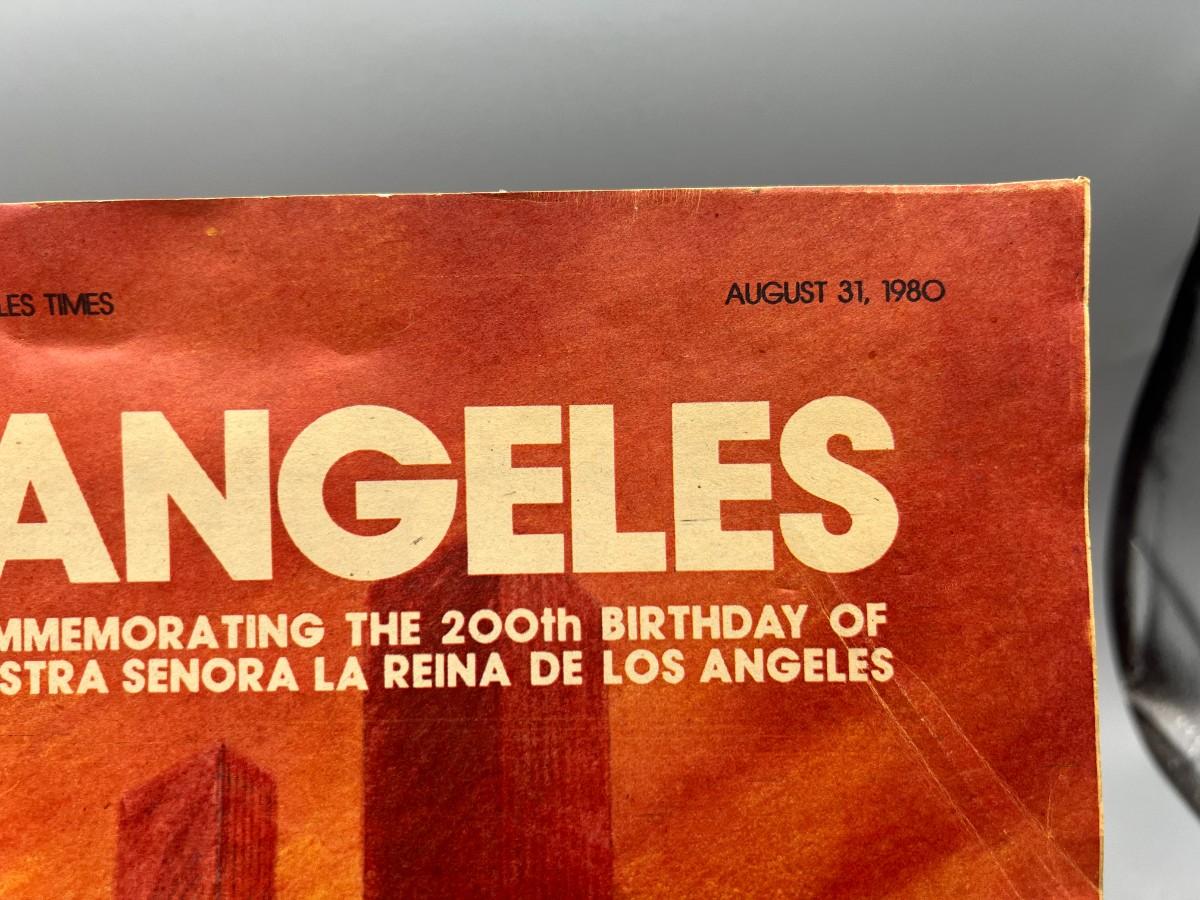 LES TIMES
AUGUST 31, 1980
ANGELES
MMEMORATING THE 200th BIRTHDAY OF
STRA SENORA LA REINA DE LOS ANGELES